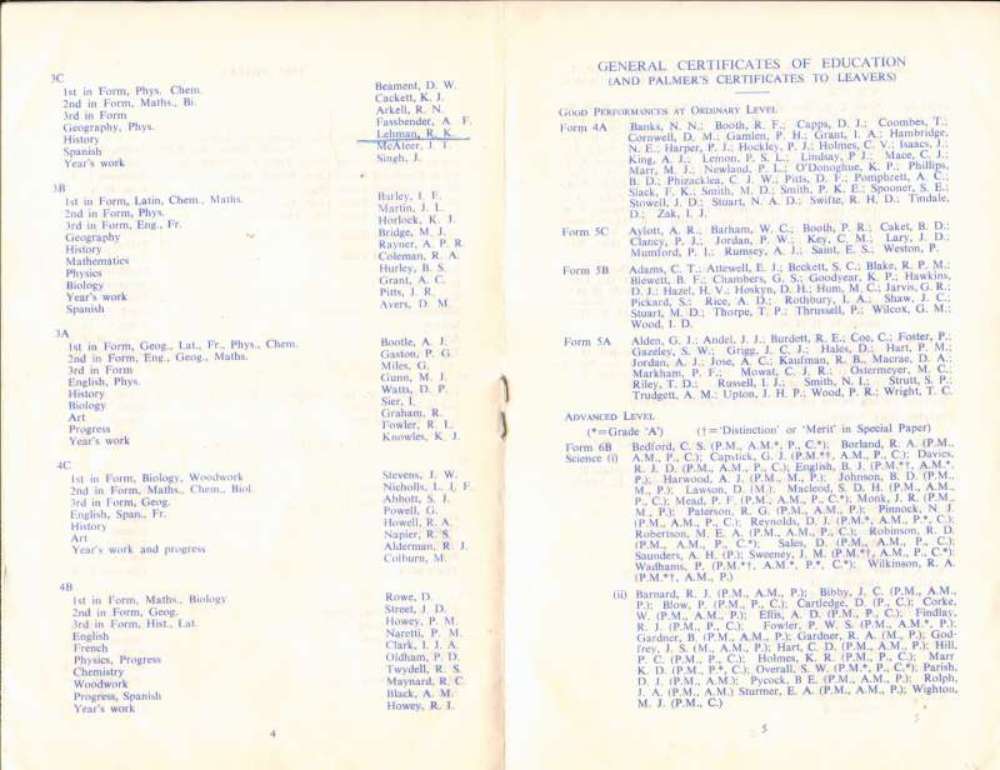 3C
1st in Form, Phys. Chem. Beament, D. W.
2nd in Form, Maths., Bi. Cackett, K. J.
3rd in Form Arkell, R. N.
Geography, Phys. Fassbender, A. F.
History Lehman, R. K.
Spanish McAteer, J. F.
Year's work Singh, J.
3B
1st in Form, Latin, Chem., Maths. Burley, I. F.
2nd in Form, Phys. Martin, J. L.
3rd in Form, Eng., Fr. Horlock, K. J.
Geography Bridge, M. J.
History Rayner, A. P. R.
Mathematics Coleman, R. A.
Physics Hurley, B. S.
Biology Grant, A. C.
Year's work Pitts, J. R.
Spanish Avers, D. M.
3A
1st in Form, Geog., Lat., Fr., Phys., Chem. Bootle, A. J.
2nd in Form, Eng., Geog., Maths. Gaston, P. G.
3rd in Form Miles, G.
English, Phys. Gunn, M. J.
History Watts, D. P.
Biology Sier, I.
Art Graham, R.
Progress Fowler, R. L.
Year's work Knowles, K. J.
4C
1st in Form, Biology, Woodwork Stevens, J. W.
2nd in Form, Maths., Chem., Biol. Nicholls, L. J. F.
3rd in Form, Geog. Abbott, S. J.
English, Span., Fr. Powell, G.
History Howell, R. A.
Art Napier, R. S.
Year's work and progress Alderman, R. J.
Colburn, M.
4B
1st in Form, Maths., Biology Rowe, D.
2nd in Form, Geog. Street, J. D.
3rd in Form, Hist., Lat. Howey, P. M.
English Naretti, P. M.
French Clark, I. J. A.
Physics, Progress Oldham, P. D.
Chemistry Twydell, R. S.
Woodwork Maynard, R. C.
Progress, Spanish Black, A. M.
Year's work Howey, R. J.
4
GENERAL CERTIFICATES OF EDUCATION
(AND PALMER'S CERTIFICATES TO LEAVERS)
GOOD PERFORMANCES AT ORDINARY LEVEL
Form 4A Banks, N. N.; Booth, R. F.; Capps, D. J.; Coombes, T.;
Cornwell, D. M.; Gamlen, P. H.; Grant, I. A.; Hambridge,
N. E.; Harper, P. J.; Hockley, P. J.; Holmes, C. V.; Isaacs, J.;
King, A. J.; Lemon, P. S. L.; Lindsay, P J.; Mace, C. J.;
Marr, M. J.; Newland, P. L.; O'Donoghue, K. P.; Phillips,
B. D.; Phizacklea, C. J. W.; Pitts, D. F.; Pomphrett, A. C.;
Slack, F. K.; Smith, M. D.; Smith, P. K. E.; Spooner, S. E.;
Stowell, J. D.; Stuart, N. A. D.; Swifte, R. H. D.; Tindale,
D.; Zak, I. J.
Form 5C Aylott, A. R.; Barham, W. C.; Booth, P. R.; Caket, B. D.;
Clancy, P. J.; Jordan, P. W.; Key, C. M.; Lary, J. D.;
Mumford, P. I.; Rumsey, A. J.; Saint, E. S.; Weston, P.
Form 5B Adams, C. T.; Attewell, E. J.; Beckett, S. C.; Blake, R. P. M.;
Blewett, B. F.; Chambers, G. S.; Goodyear, K. P.; Hawkins,
D. J.; Hazel, H. V.; Hoskyn, D. H.; Hum, M. C.; Jarvis, G. R.;
Pickard, S.; Rice, A. D.; Rothbury, I. A.; Shaw, J. C.;
Stuart, M. D.; Thorpe, T. P.; Thrussell, P.; Wilcox, G. M.;
Wood, I. D.
Form 5A Alden, G. J.; Andel, J. J.; Burdett, R. E.; Coe, C.; Foster, P.;
Gazeley, S. W.; Grigg, J. C. J.; Hales, D.; Hart, P. M.;
Jordan, A. J.; Jose, A. C.; Kaufman, R. B., Macrae, D. A.;
Markham, P. F.; Mowat, C. J. R.; Ostermeyer, M. C.;
Riley, T. D.; Russell, I. J.; Smith, N. L.; Strutt, S. P.;
Trudgett, A. M.; Upton, J. H. P.; Wood, P. R.; Wright, T. C.
ADVANCED LEVEL
(*=Grade 'A') (†='Distinction' or 'Merit' in Special Paper)
Form 6B Bedford, C. S. (P.M., A.M.*, P., C.*); Borland, R. A. (P.M.,
Science (i) A.M., P., C.); Capstick, G. J. (P.M.*†, A.M., P., C.); Davies,
R. J. D. (P.M., A.M., P., C.); English, B. J. (P.M.*†, A.M.*,
P.); Harwood, A. J. (P.M., M., P.); Johnson, B. D. (P.M.,
M., P.); Lawson, D. (M.); Macleod, S. D. H. (P.M., A.M.,
P., C.); Mead, P. F. (P.M., A.M., P., C.*); Monk, J. R. (P.M.,
M., P.); Paterson, R. G. (P.M., A.M., P.); Pinnock, N. J.
(P.M., A.M., P., C.); Reynolds, D. J. (P.M.*, A.M., P.*, C.);
Robertson, M. E. A. (P.M., A.M., P., C.); Robinson, R. D.
(P.M., A.M., P., C.*); Sales, D. (P.M., A.M., P., C.);
Saunders, A. H. (P.); Sweeney, J. M. (P.M.*†, A.M., P., C.*);
Wadhams, P. (P.M.*†, A.M.*, P.*, C.*); Wilkinson, R. A.
(P.M.*†, A.M., P.)
(ii) Barnard, R. J. (P.M., A.M., P.); Bibby, J. C. (P.M., A.M.,
P.); Blow, P. (P.M., P., C.); Cartledge, D. (P., C.); Corke,
W. (P.M., A.M., P.); Ellis, A. D. (P.M., P., C.); Findlay,
R. J. (P.M., P., C.); Fowler, P. W. S. (P.M., A.M.*, P.);
Gardner, B. (P.M., A.M., P.); Gardner, R. A. (M., P.); God-
frey, J. S. (M., A.M., P.); Hart, C. D. (P.M., A.M., P.); Hill,
P. C. (P.M., P., C.); Holmes, K. R. (P.M., P., C.); Marr
K. D. (P.M., P.*, C.); Overall, S. W. (P.M.*, P., C.*); Parish,
D. J. (P.M., A.M.); Pycock, B E. (P.M., A.M., P.); Rolph,
J. A. (P.M., A.M.) Sturmer, E. A. (P.M., A.M., P.); Wighton,
M. J. (P.M., C.)
5
5